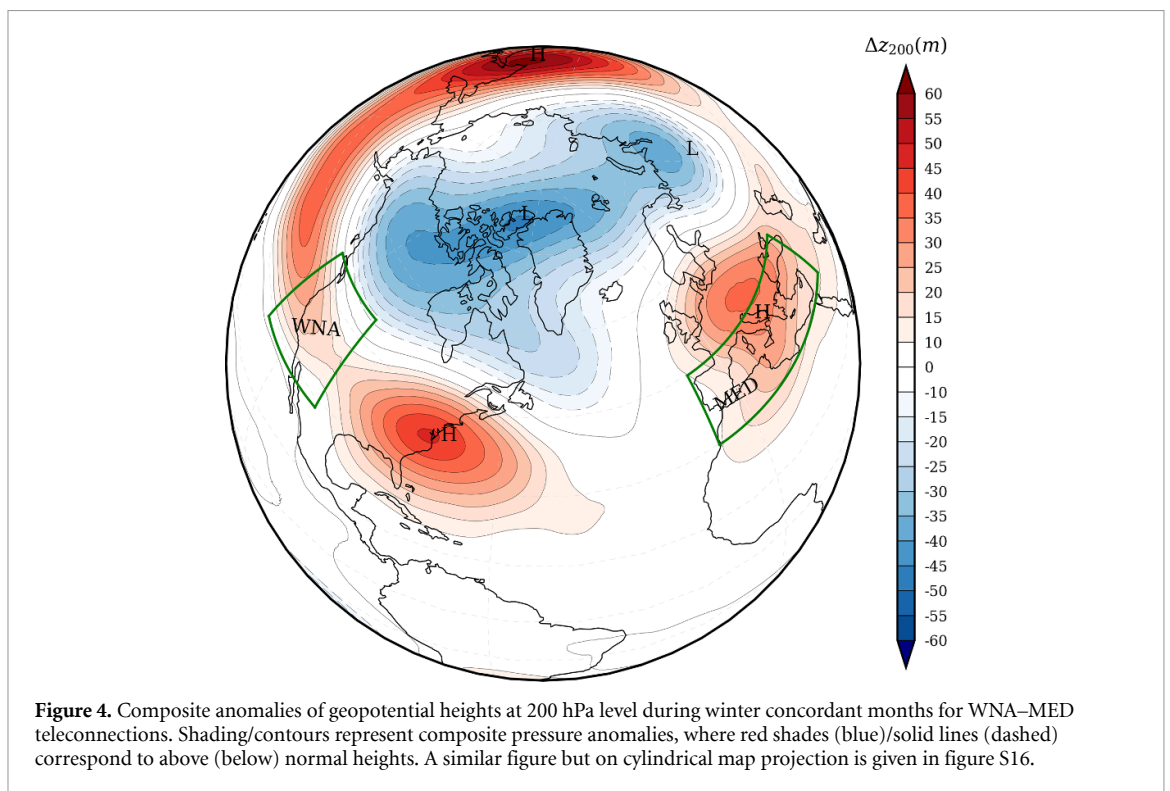 Δz200(m)
H
L
L
WNA
H
MED
H
60
55
50
45
40
35
30
25
20
15
10
0
-10
-15
-20
-25
-30
-35
-40
-45
-50
-55
-60
Figure 4. Composite anomalies of geopotential heights at 200 hPa level during winter concordant months for WNA–MED
teleconnections. Shading/contours represent composite pressure anomalies, where red shades (blue)/solid lines (dashed)
correspond to above (below) normal heights. A similar figure but on cylindrical map projection is given in figure S16.